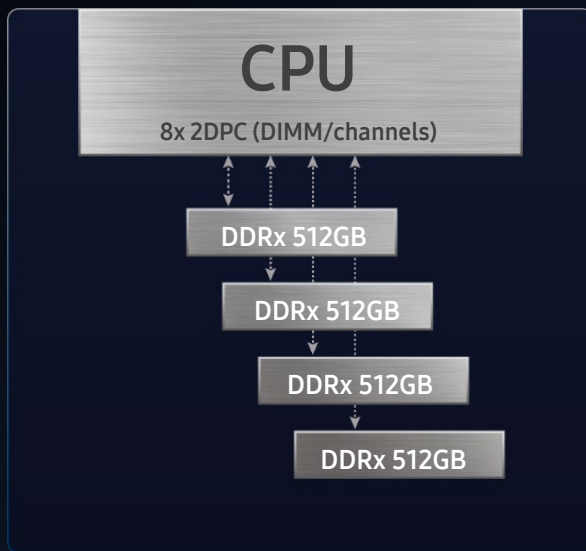 CPU
8x 2DPC (DIMM/channels)
DDRx 512GB
DDRx 512GB
DDRx 512GB
DDRx 512GB